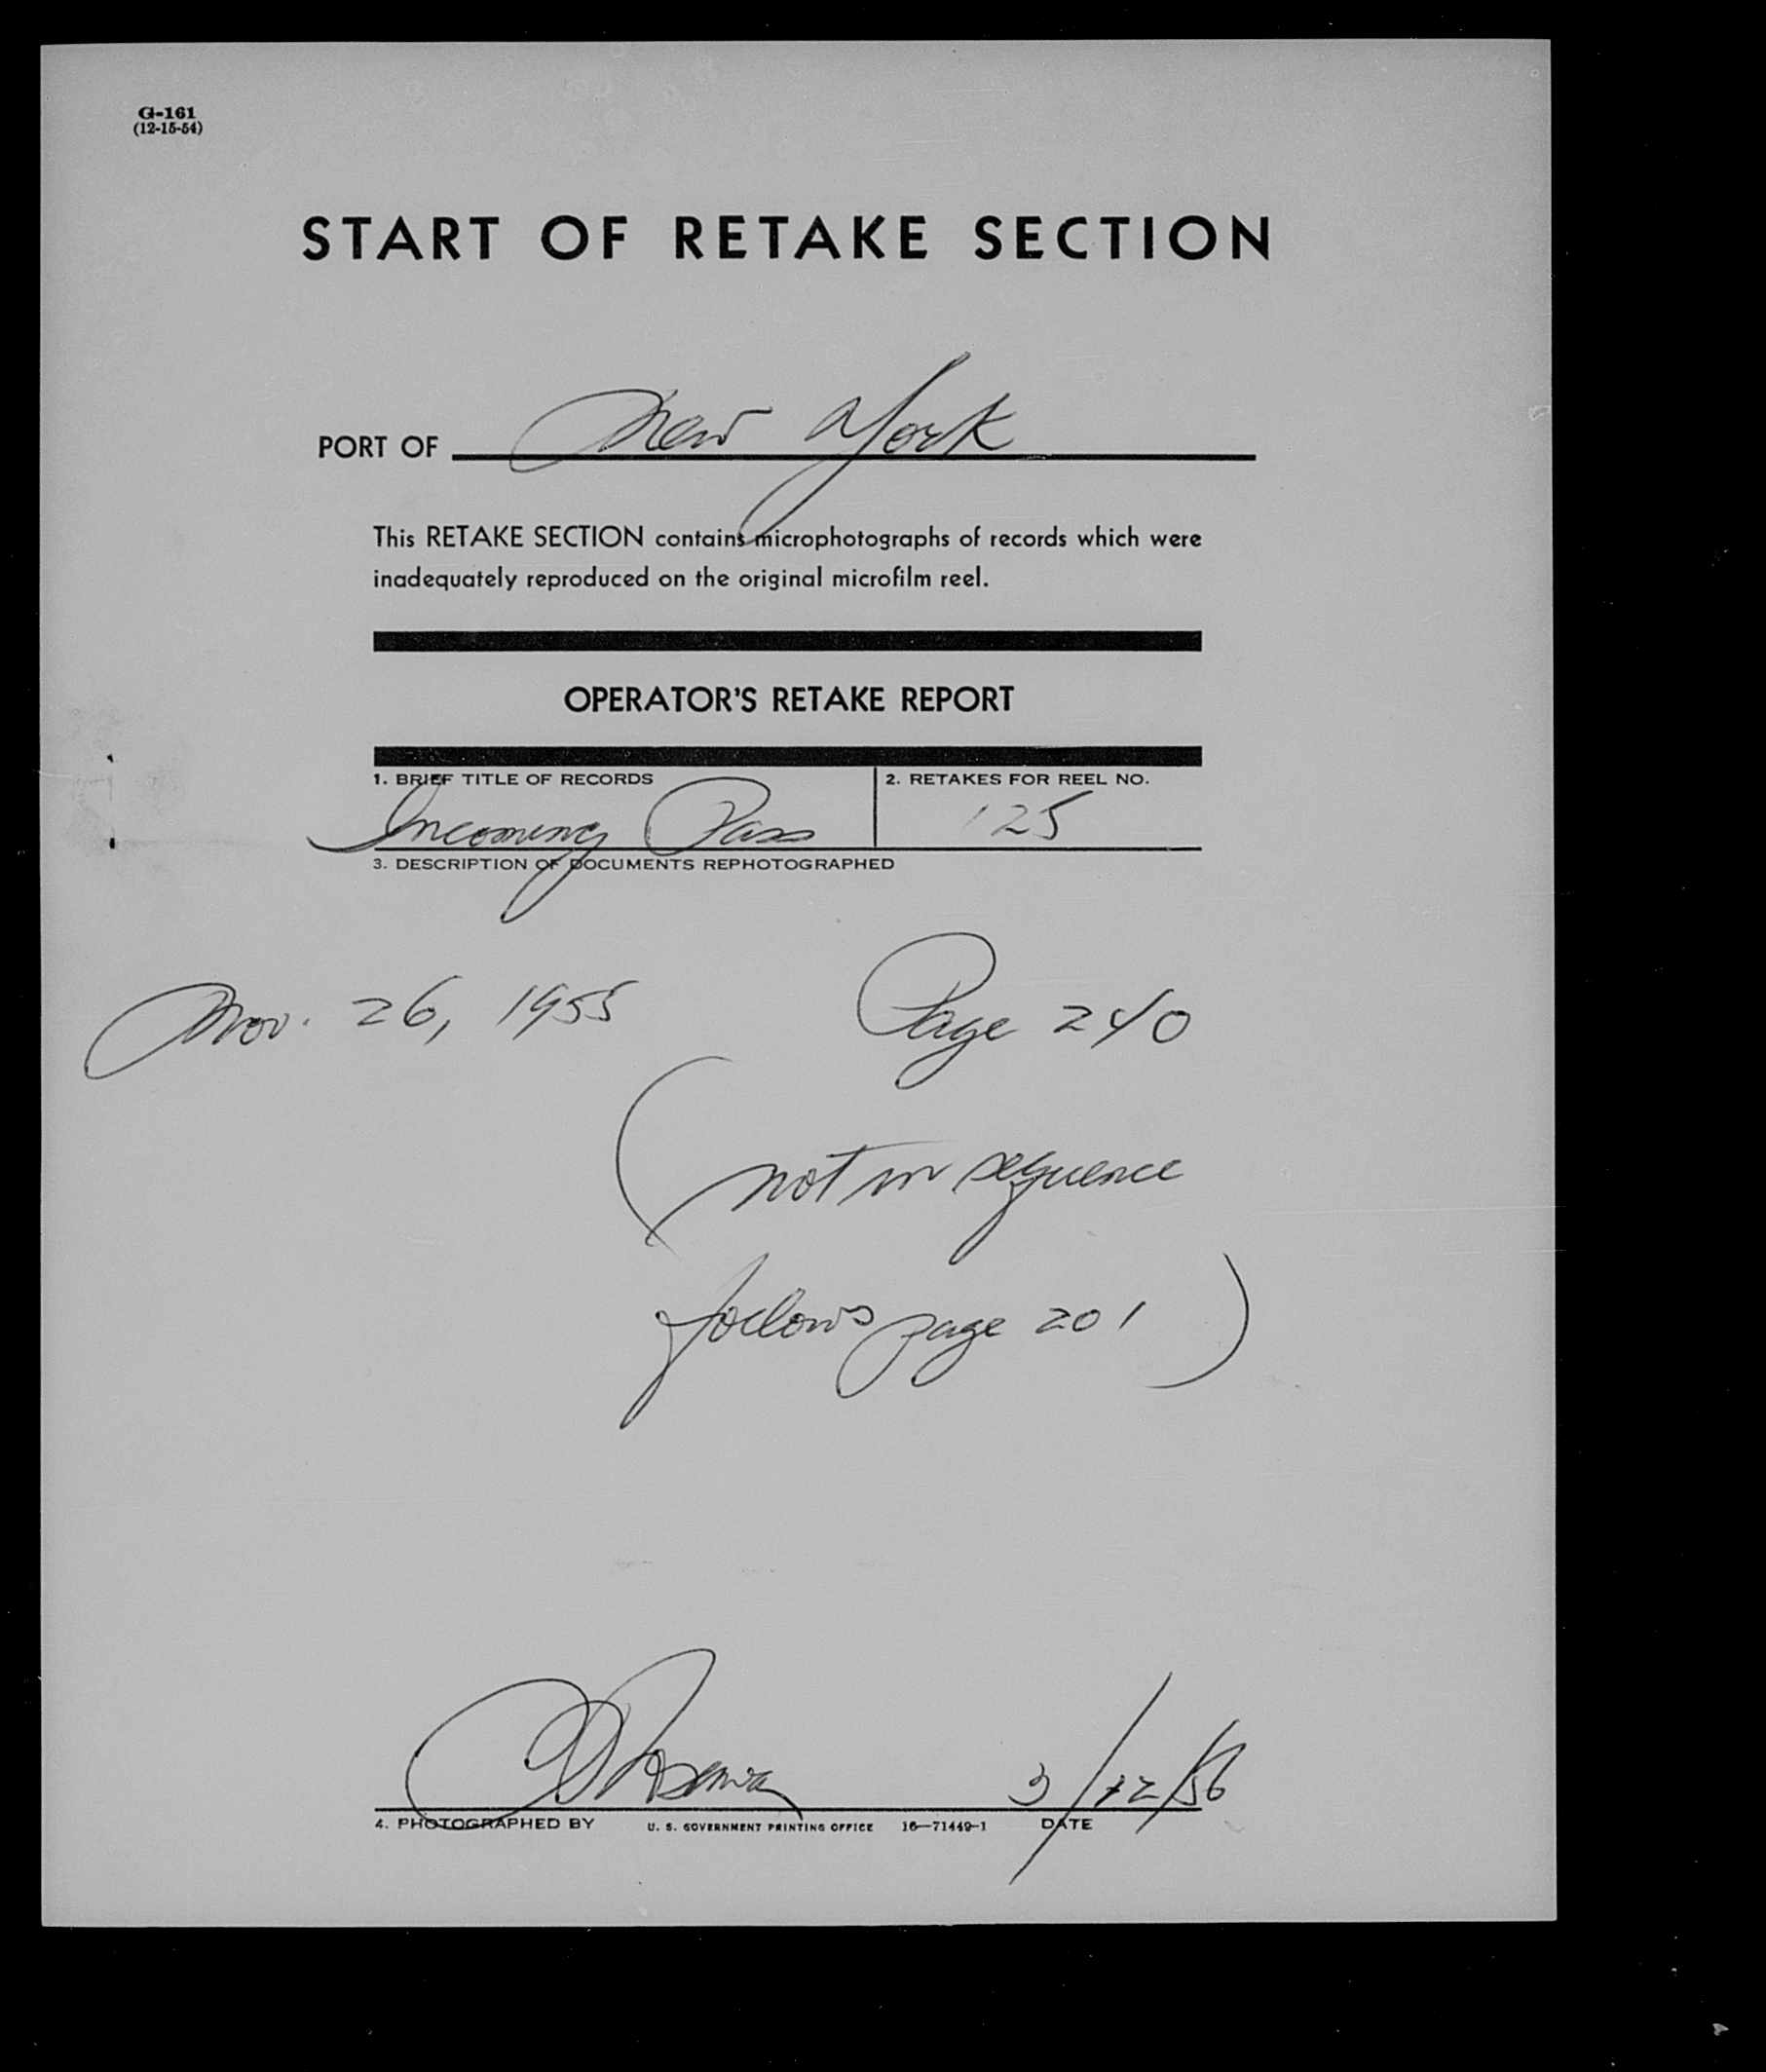 G-161
(12-15-54)
START OF RETAKE SECTION
PORT OF New York
This RETAKE SECTION contains microphotographs of records which were
inadequately reproduced on the original microfilm reel.
OPERATOR'S RETAKE REPORT
1. BRIEF TITLE OF RECORDS 2. RETAKES FOR REEL NO.
Incoming Pass 125
3. DESCRIPTION OF DOCUMENTS REPHOTOGRAPHED
Nov. 26, 1955 Page 240
(not in sequence
follows page 201)
3/12/56
4. PHOTOGRAPHED BY U. S. GOVERNMENT PRINTING OFFICE 16—71449-1 DATE